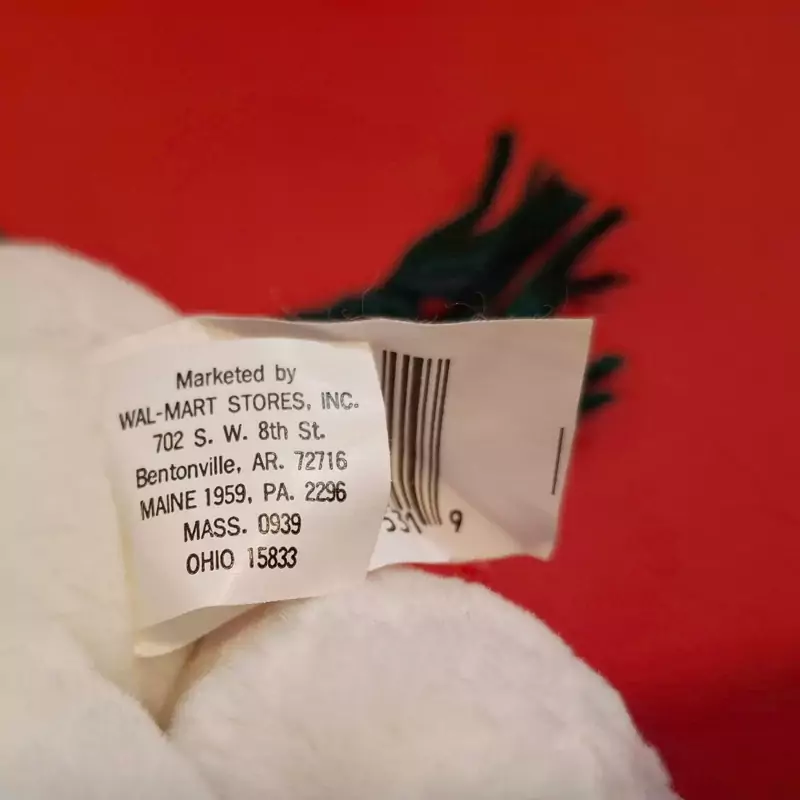 Marketed by
WAL-MART STORES, INC.
702 S. W. 8th St.
Bentonville, AR. 72716
MAINE 1959, PA. 2296
MASS. 0939
OHIO 15833
9